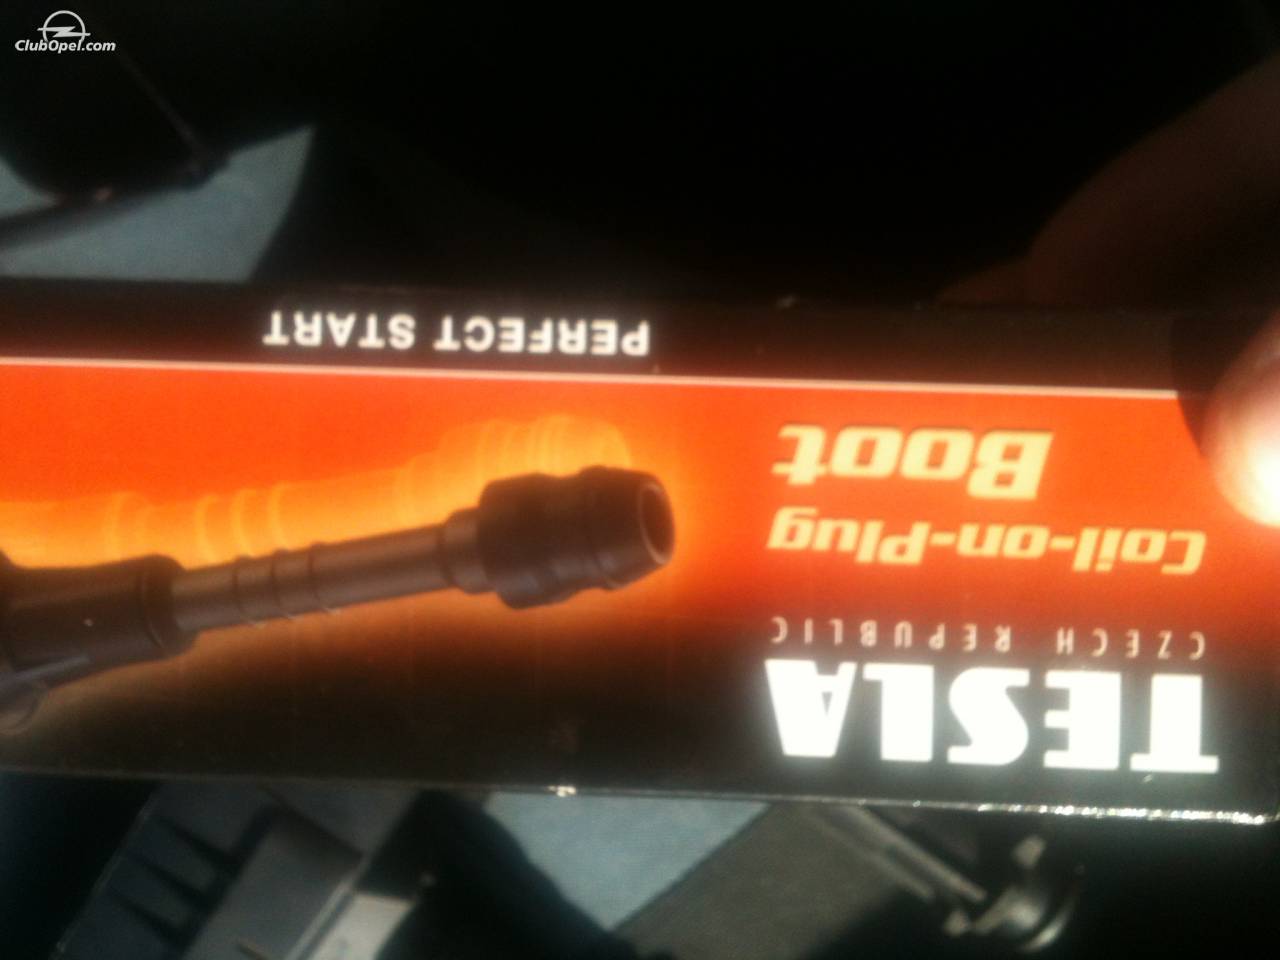 ClubOpel.com
TESLA
CZECH REPUBLIC
Coil-on-Plug
Boot
PERFECT START